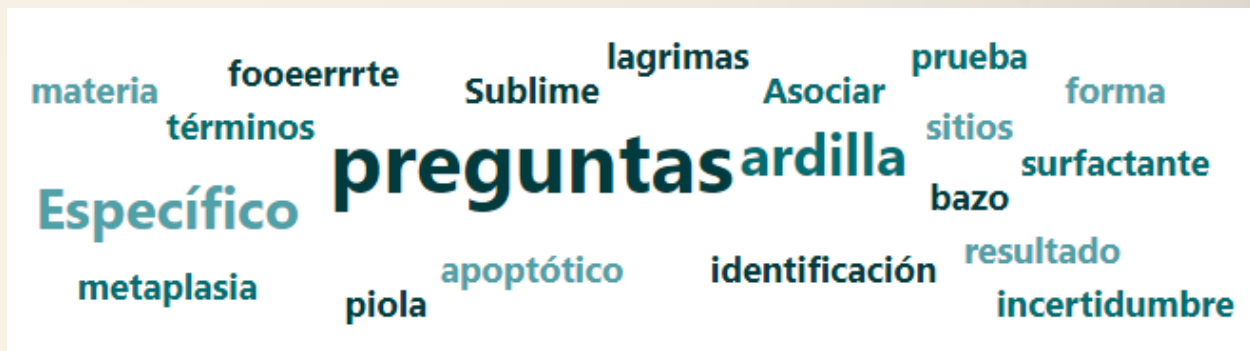 lagrimas
prueba
fooeerrrte
materia
Sublime
Asociar
forma
términos
sitios
preguntas
ardilla
surfactante
bazo
Específico
resultado
apoptótico
identificación
metaplasia
piola
incertidumbre